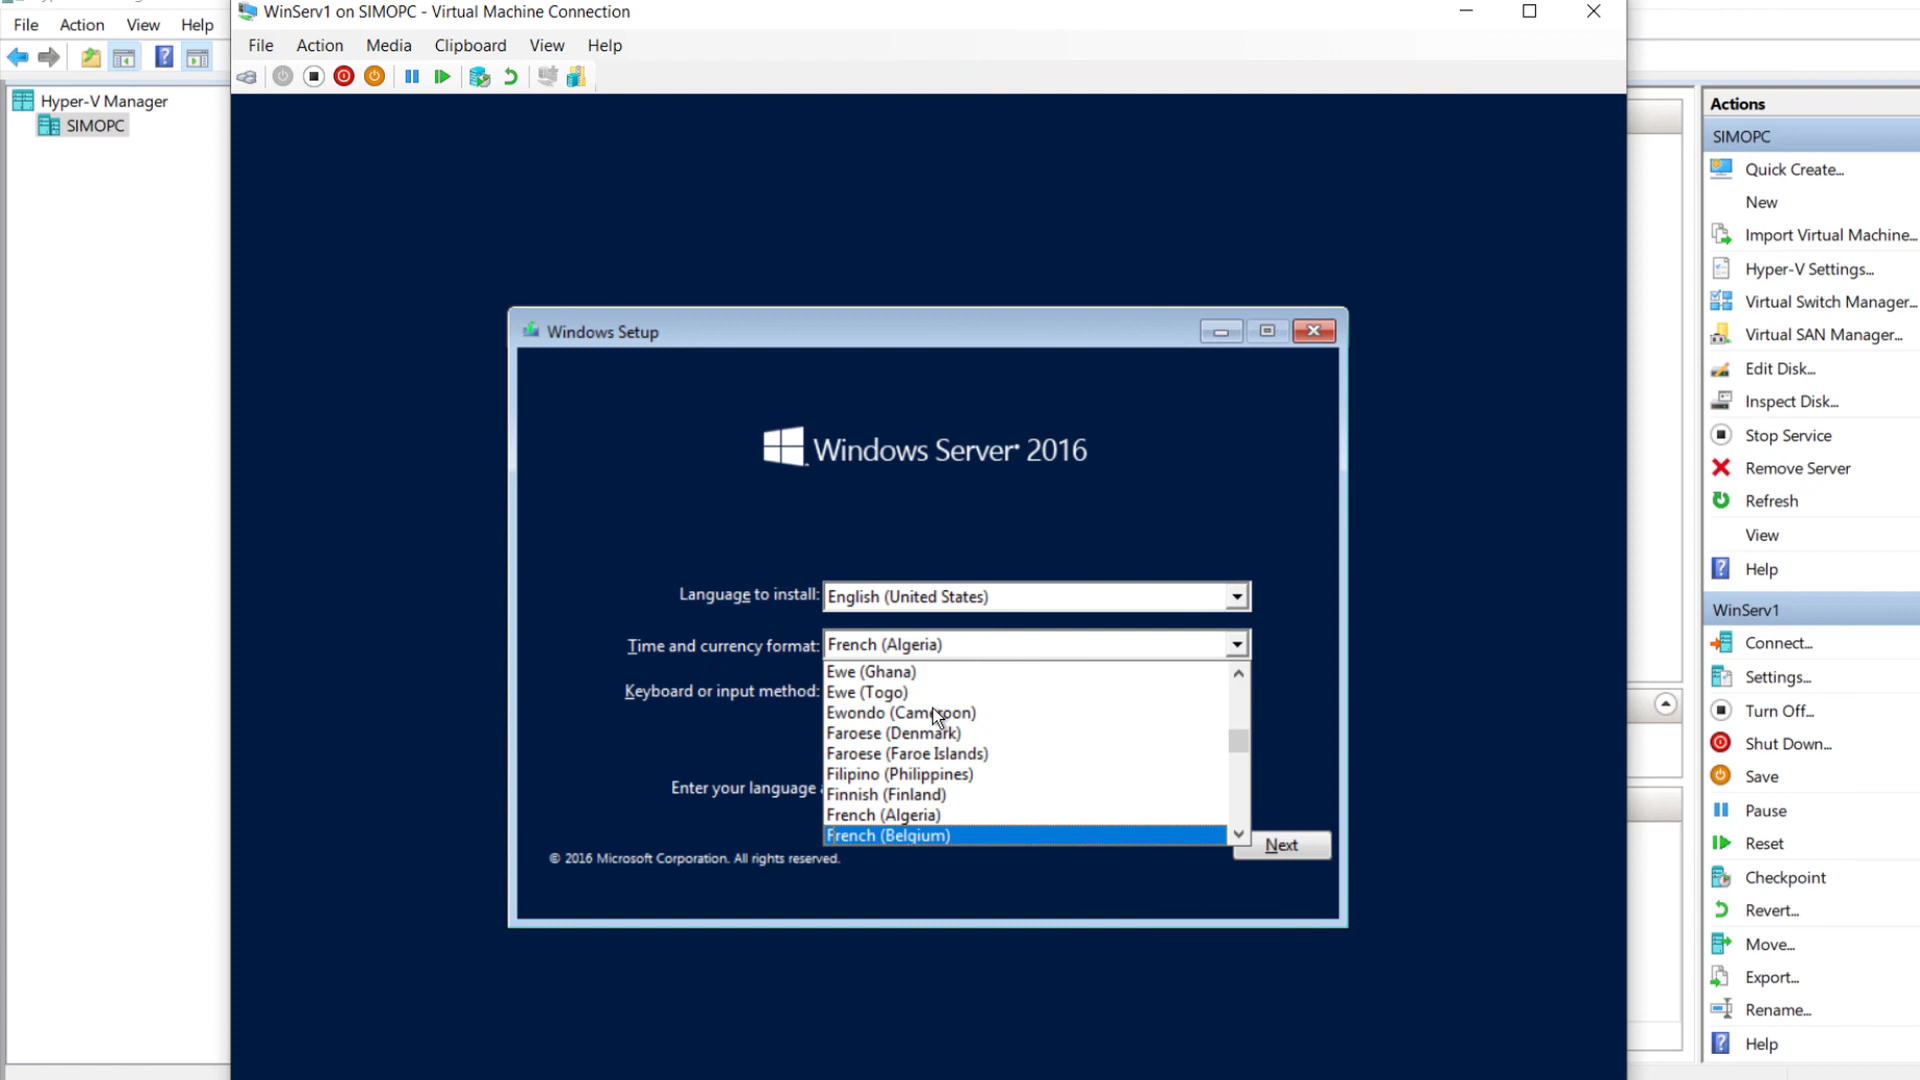 WinServ1 on SIMOPC - Virtual Machine Connection
File Action View Help
File Action Media Clipboard View Help
Hyper-V Manager
SIMOPC
Windows Setup
Windows Server® 2016
Language to install: English (United States)
Time and currency format: French (Algeria)
Keyboard or input method:
Ewe (Ghana)
Ewe (Togo)
Ewondo (Cameroon)
Faroese (Denmark)
Faroese (Faroe Islands)
Filipino (Philippines)
Finnish (Finland)
French (Algeria)
French (Belgium)
Enter your language
Next
© 2016 Microsoft Corporation. All rights reserved.
Actions
SIMOPC
Quick Create...
New
Import Virtual Machine...
Hyper-V Settings...
Virtual Switch Manager...
Virtual SAN Manager...
Edit Disk...
Inspect Disk...
Stop Service
Remove Server
Refresh
View
Help
WinServ1
Connect...
Settings...
Turn Off...
Shut Down...
Save
Pause
Reset
Checkpoint
Revert...
Move...
Export...
Rename...
Help